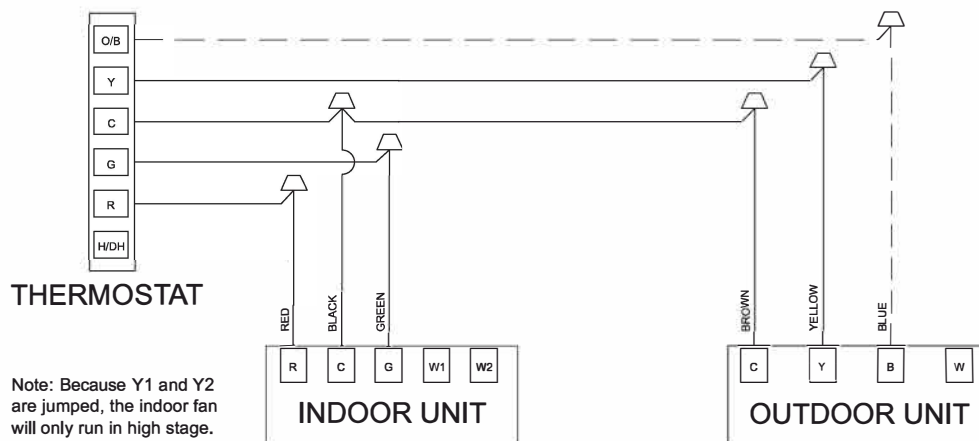 O/B
Y
C
G
R
H/DH
THERMOSTAT
RED
BLACK
GREEN
BROWN
YELLOW
BLUE
R
C
G
W1
W2
C
Y
B
W
INDOOR UNIT
OUTDOOR UNIT
Note: Because Y1 and Y2
are jumped, the indoor fan
will only run in high stage.